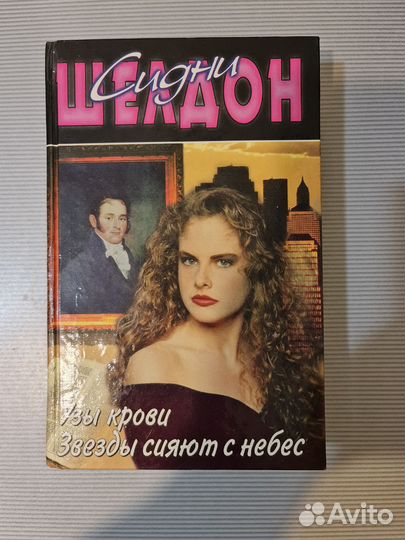 Сидни
ШЕЛДОН
Узы крови
Звезды сияют с небес
Avito